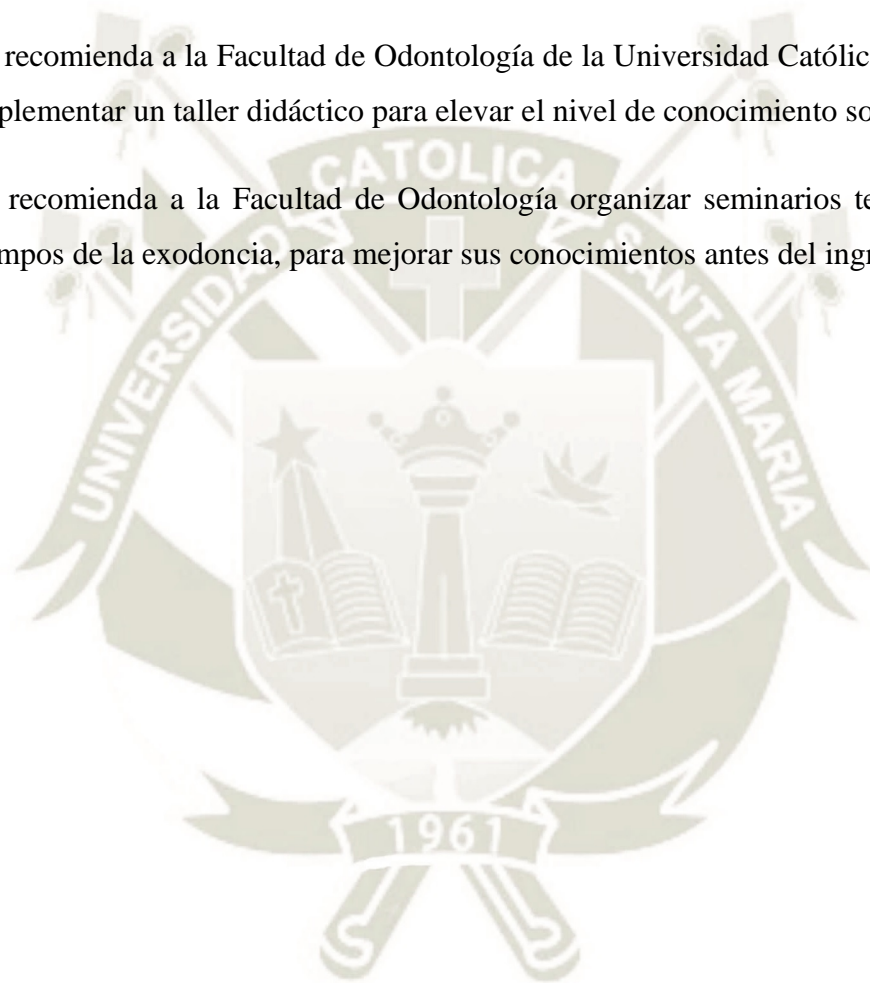 recomienda a la Facultad de Odontología de la Universidad Católic
plementar un taller didáctico para elevar el nivel de conocimiento so
recomienda a la Facultad de Odontología organizar seminarios te
mpos de la exodoncia, para mejorar sus conocimientos antes del ingr
UNIVERSIDAD CATOLICA SANTA MARIA
1961